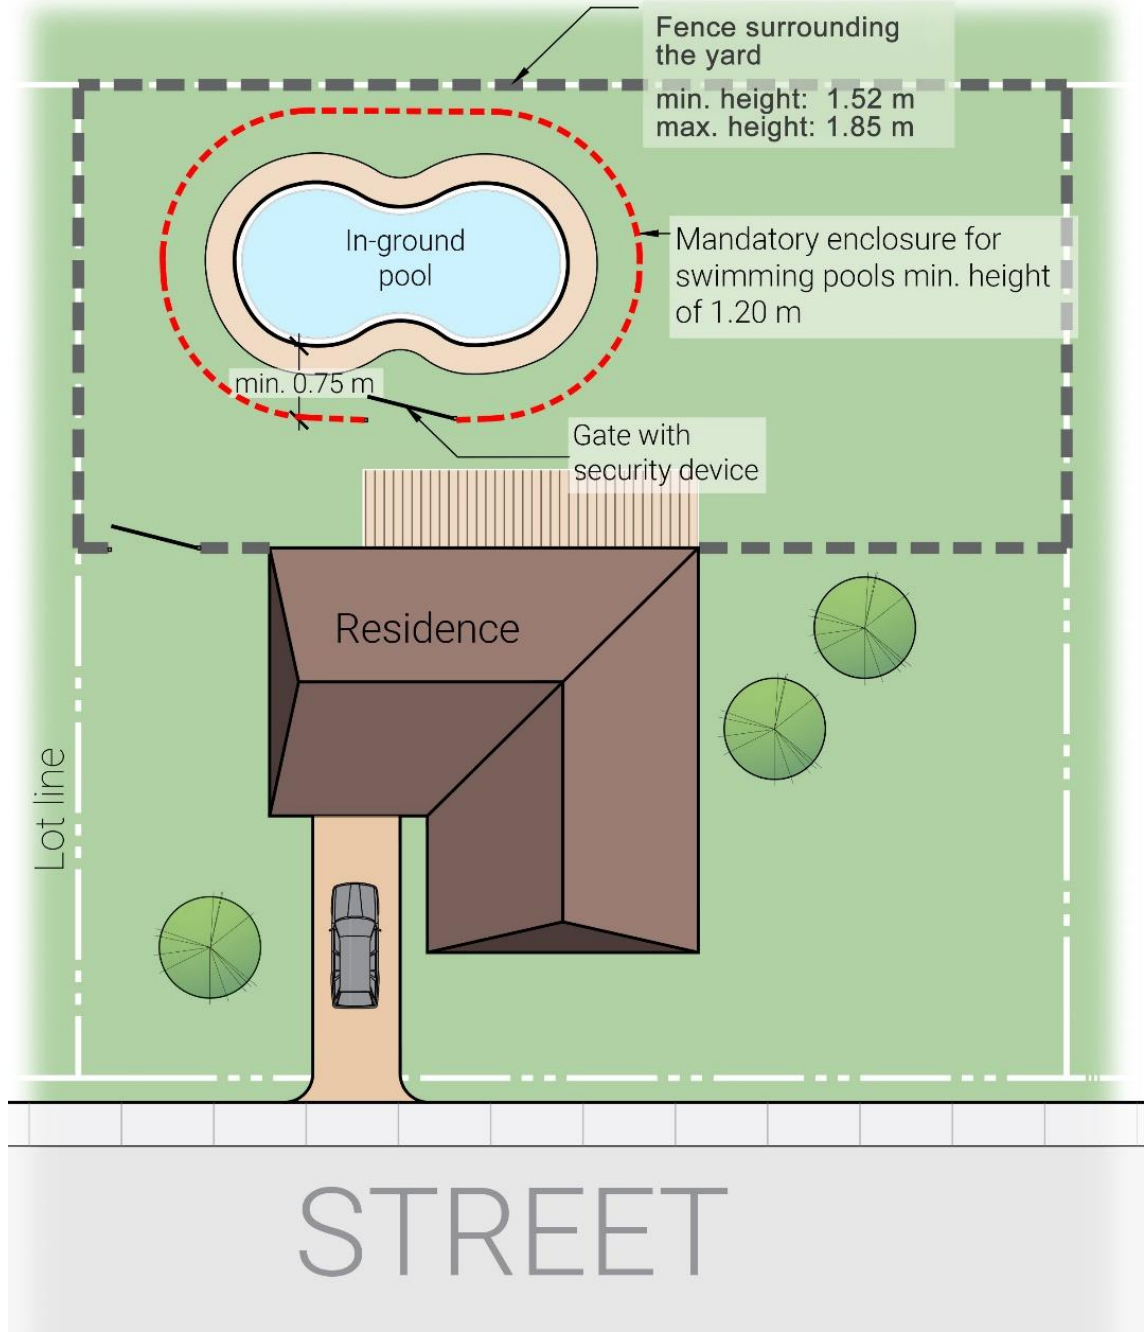 Fence surrounding
the yard
min. height: 1.52 m
max. height: 1.85 m
In-ground
pool
Mandatory enclosure for
swimming pools min. height
of 1.20 m
min. 0.75 m
Gate with
security device
Residence
Lot line
STREET